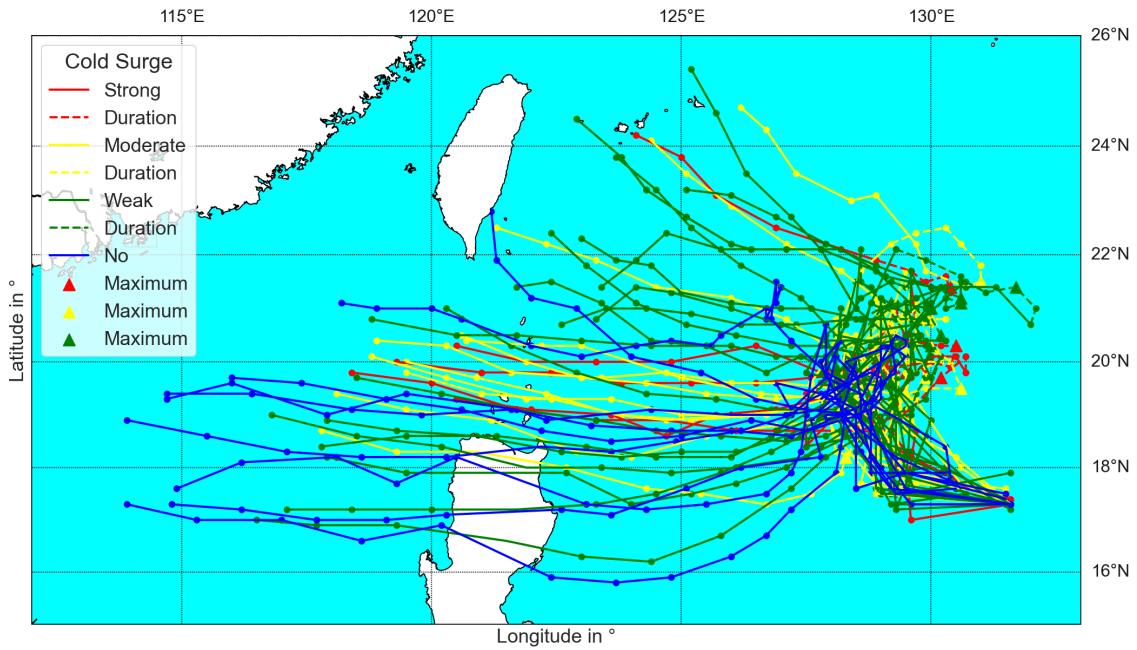 115°E 120°E 125°E 130°E
26°N
Cold Surge
Strong
Duration
Moderate
24°N
Duration
Weak
Duration
No
22°N
Maximum
Maximum
Maximum
20°N
18°N
16°N
Latitude in °
Longitude in °